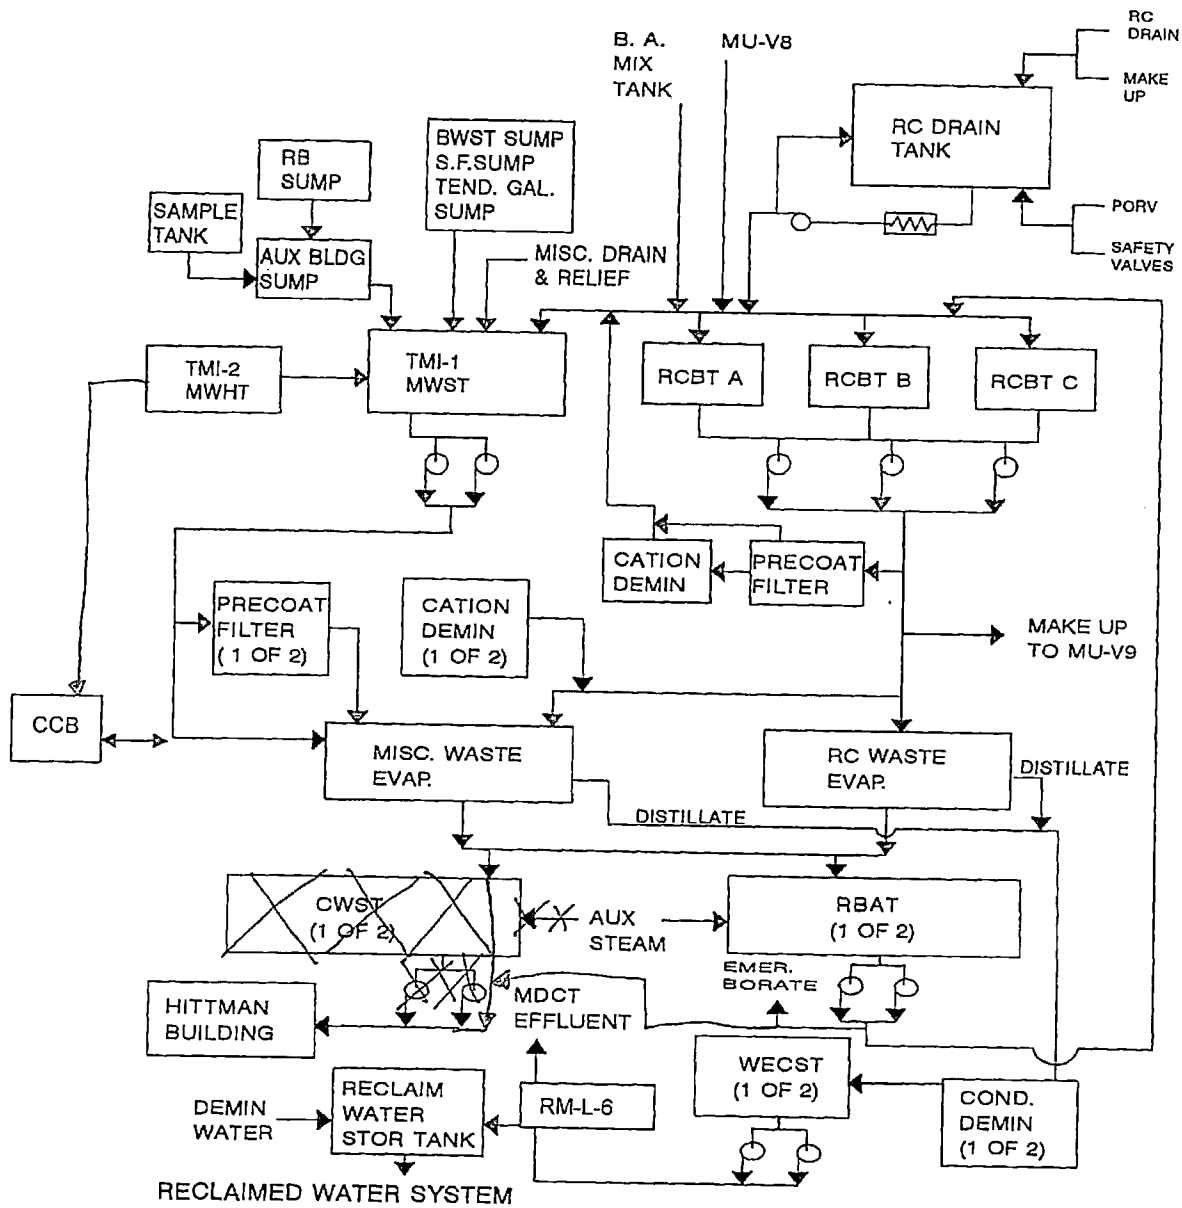 RC
DRAIN
MAKE
UP
B. A.
MIX
TANK
MU-V8
RC DRAIN
TANK
PORV
SAFETY
VALVES
RB
SUMP
BWST SUMP
S.F.SUMP
TEND. GAL.
SUMP
SAMPLE
TANK
AUX BLDG
SUMP
MISC. DRAIN
& RELIEF
TMI-2
MWHT
TMI-1
MWST
RCBT A
RCBT B
RCBT C
CATION
DEMIN
PRECOAT
FILTER
PRECOAT
FILTER
( 1 OF 2)
CATION
DEMIN
(1 OF 2)
MAKE UP
TO MU-V9
CCB
MISC. WASTE
EVAP.
RC WASTE
EVAP.
DISTILLATE
DISTILLATE
CWST
(1 OF 2)
AUX
STEAM
RBAT
(1 OF 2)
EMER.
BORATE
HITTMAN
BUILDING
MDCT
EFFLUENT
WECST
(1 OF 2)
DEMIN
WATER
RECLAIM
WATER
STOR TANK
RM-L-6
COND.
DEMIN
(1 OF 2)
RECLAIMED WATER SYSTEM